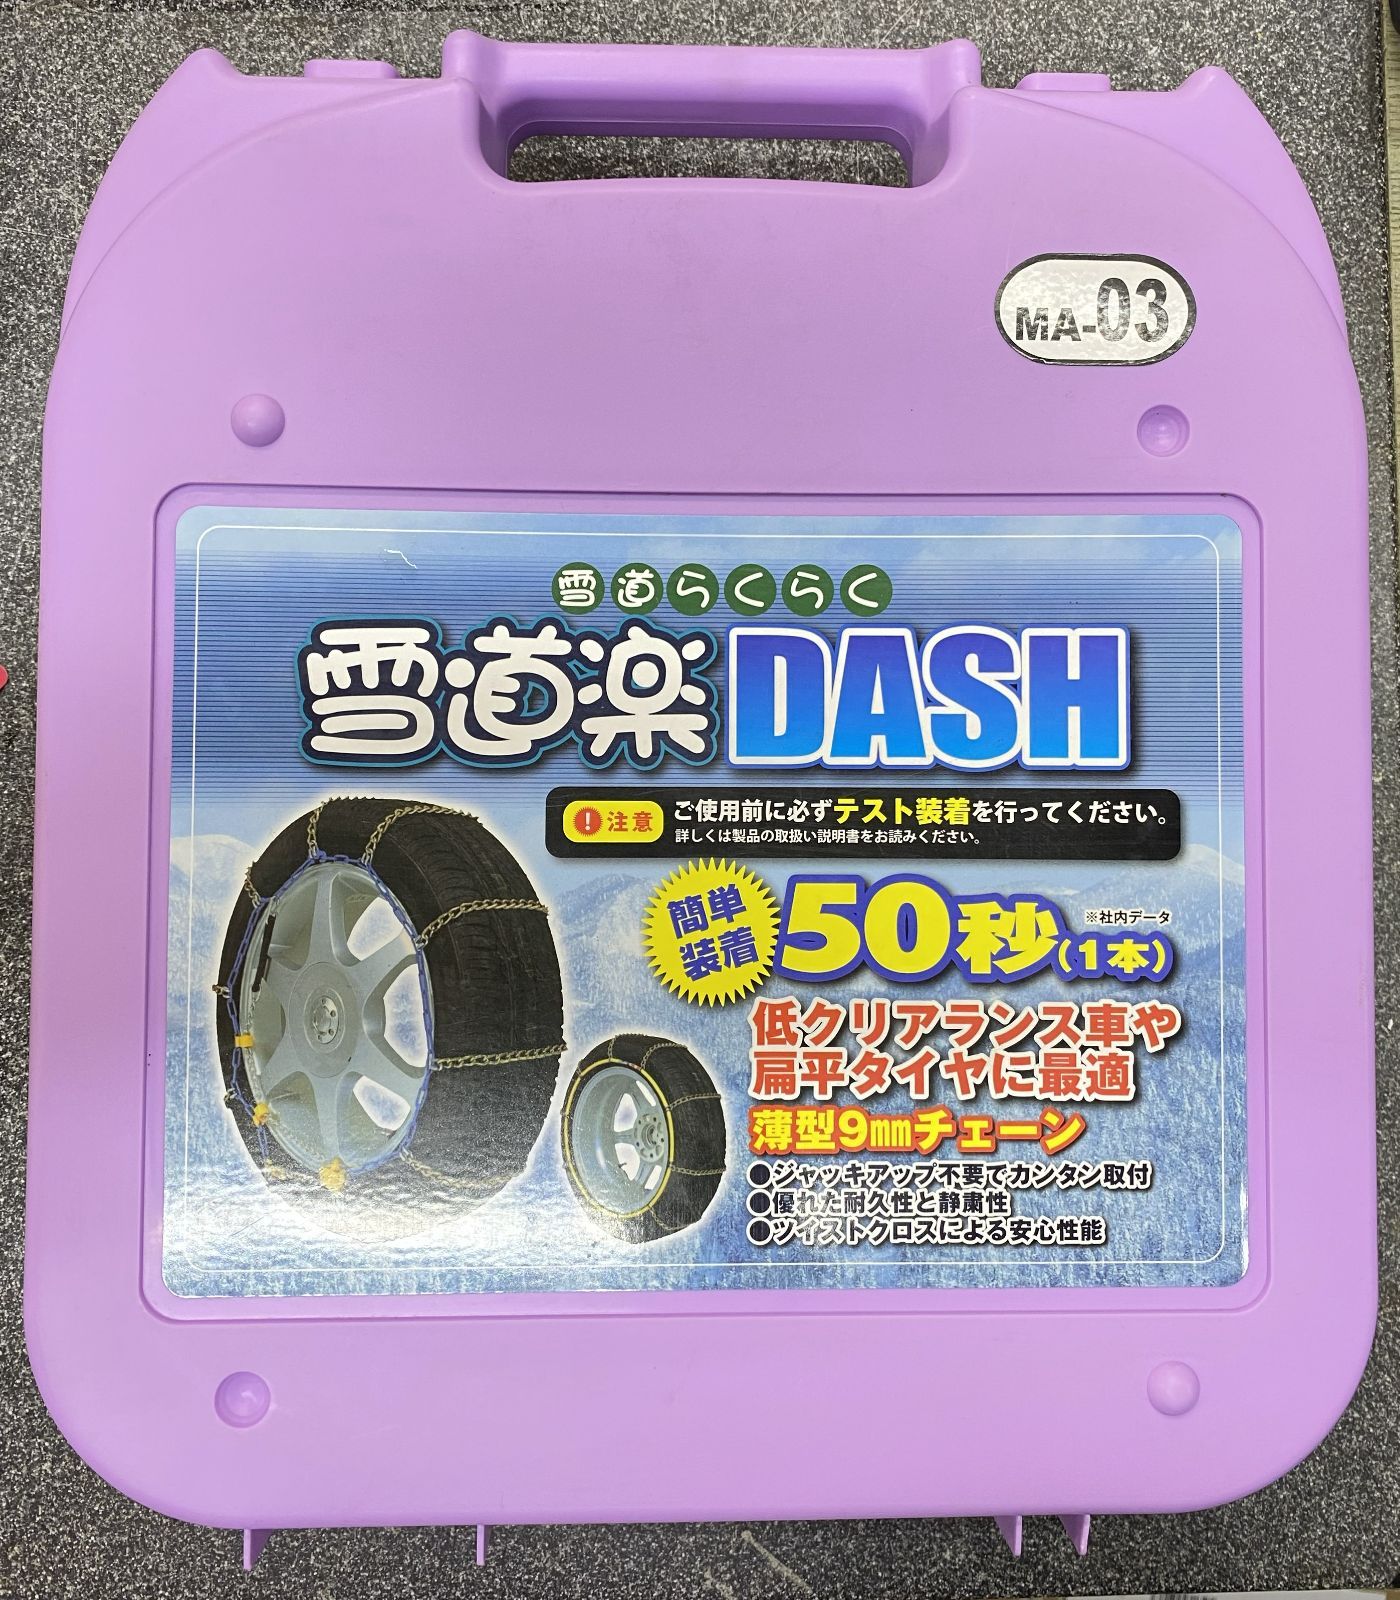 MA-03
雪道らくらく
雪道楽DASH
注意
ご使用前に必ずテスト装着を行ってください。
詳しくは製品の取扱い説明書をお読みください。
簡単
装着
50秒(1本)
※社内データ
低クリアランス車や
扁平タイヤに最適
薄型9mmチェーン
●ジャッキアップ不要でカンタン取付
●優れた耐久性と静粛性
●ツイストクロスによる安心性能